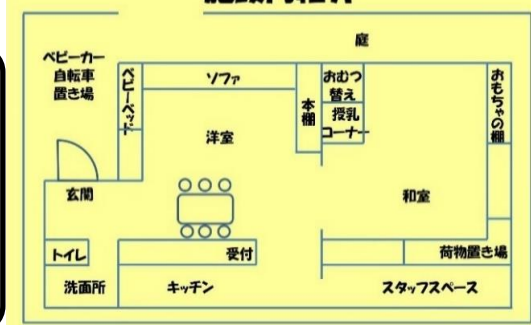 庭
ベビーカー
自転車
置き場
ベビーベッド
ソファ
本棚
おむつ
替え
授乳
コーナー
おもちゃの棚
洋室
玄関
和室
トイレ
受付
荷物置き場
洗面所
キッチン
スタッフスペース